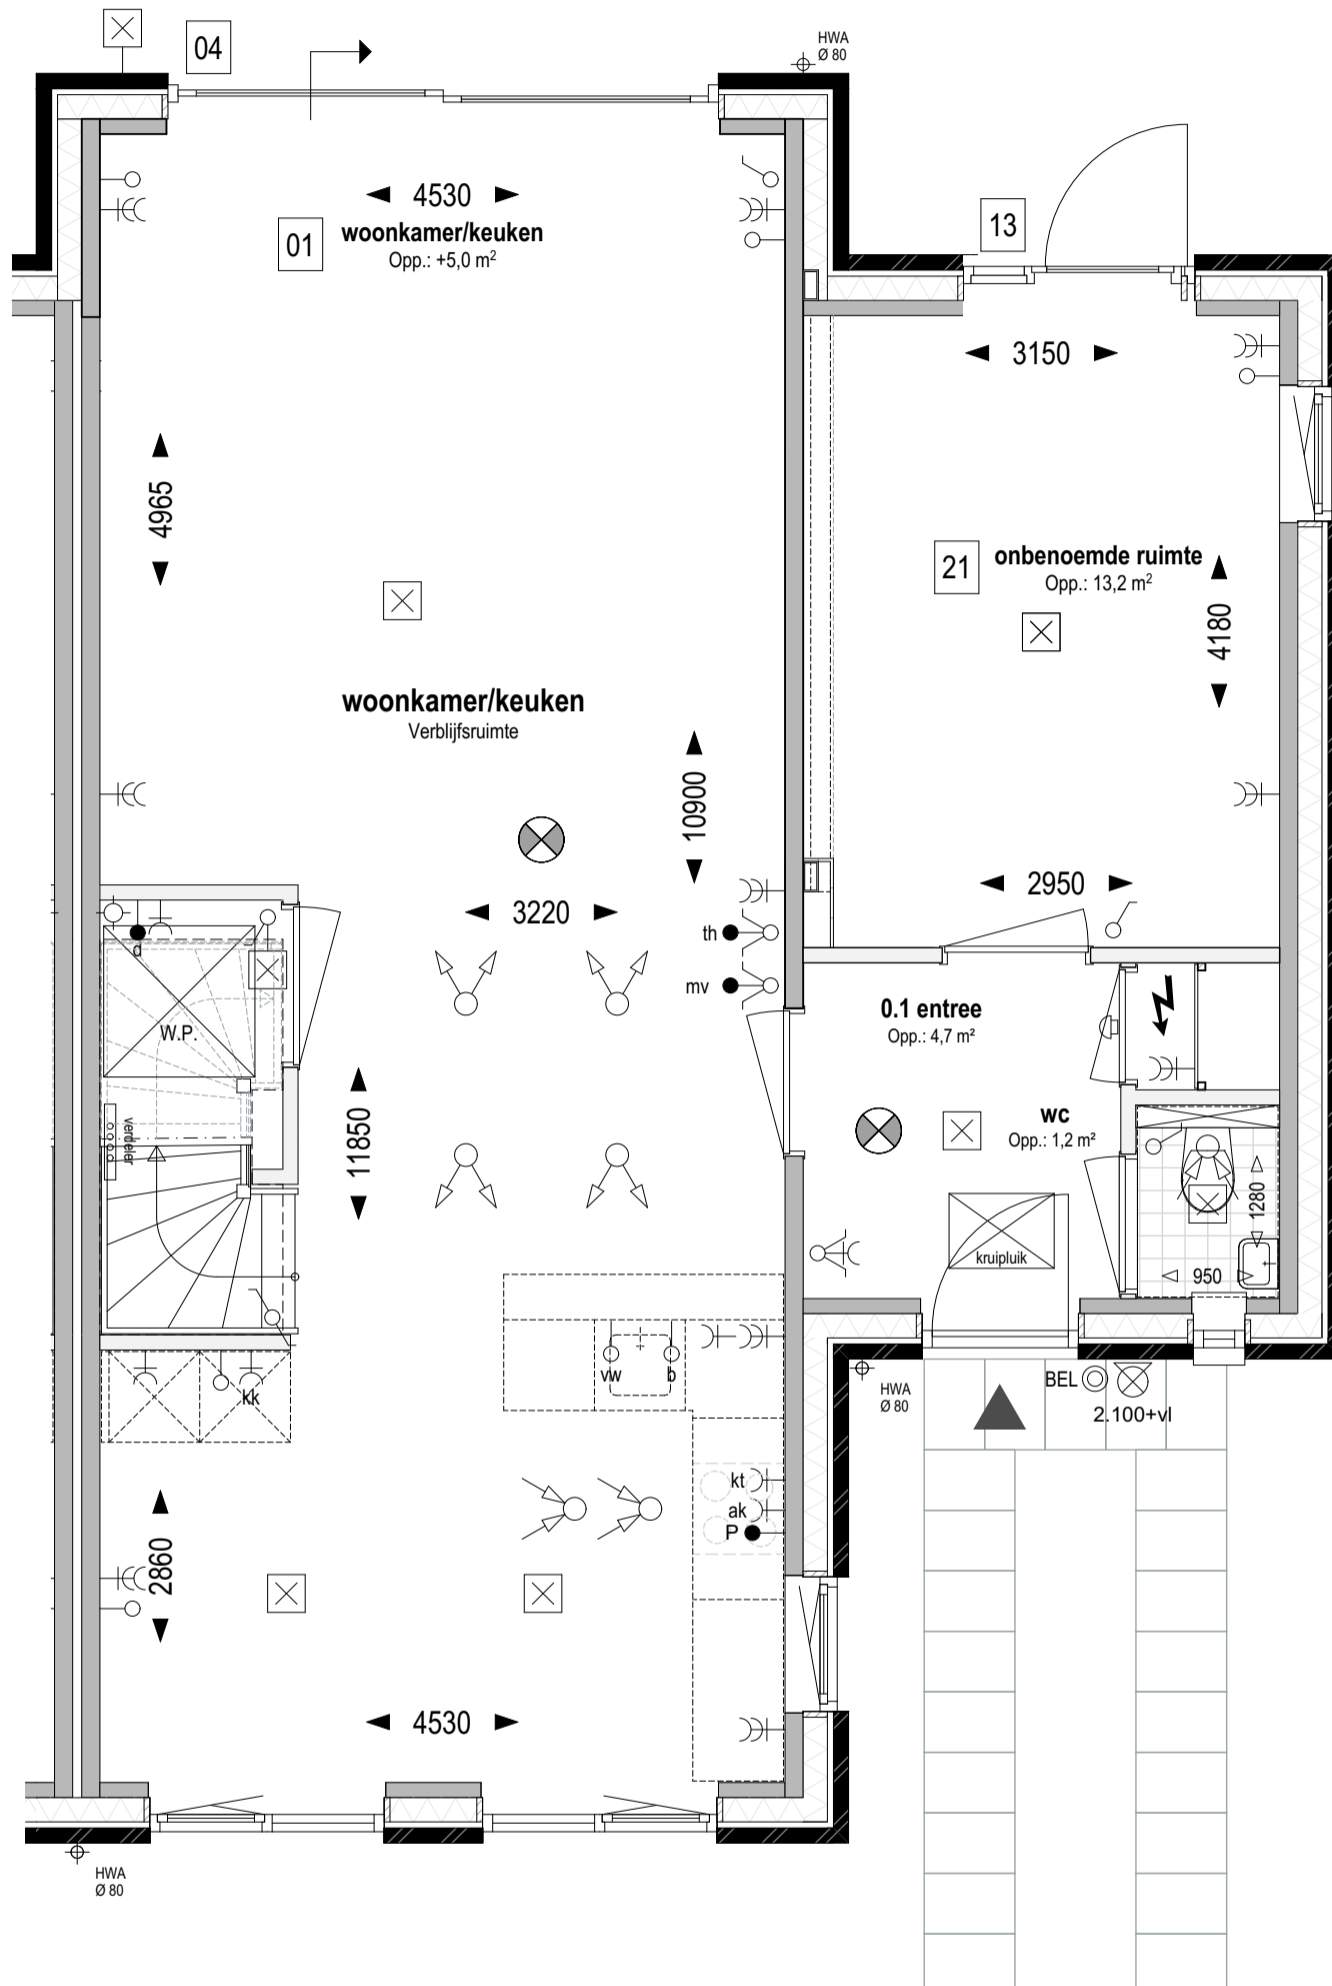 04
HWA
Ø 80
13
4530
01
woonkamer/keuken
Opp.: +5,0 m²
3150
4965
21
onbenoemde ruimte
Opp.: 13,2 m²
4180
woonkamer/keuken
Verblijfsruimte
10900
2950
3220
th
mv
d
W.P.
verdeler
0.1 entree
Opp.: 4,7 m²
11850
wc
Opp.: 1,2 m²
1280
950
kruipluik
vw
b
kk
HWA
Ø 80
BEL
2.100+vl
kt
ak
P
2860
4530
HWA
Ø 80